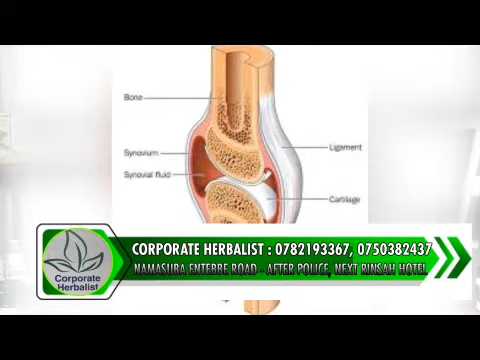 Bone
Ligament
Synovium
Synovial fluid
Cartilage
CORPORATE HERBALIST : 0782193367, 0750382437
NAMASUBA ENTEBBE ROAD - AFTER POLICE, NEXT RINSAH HOTEL
Corporate
Herbalist